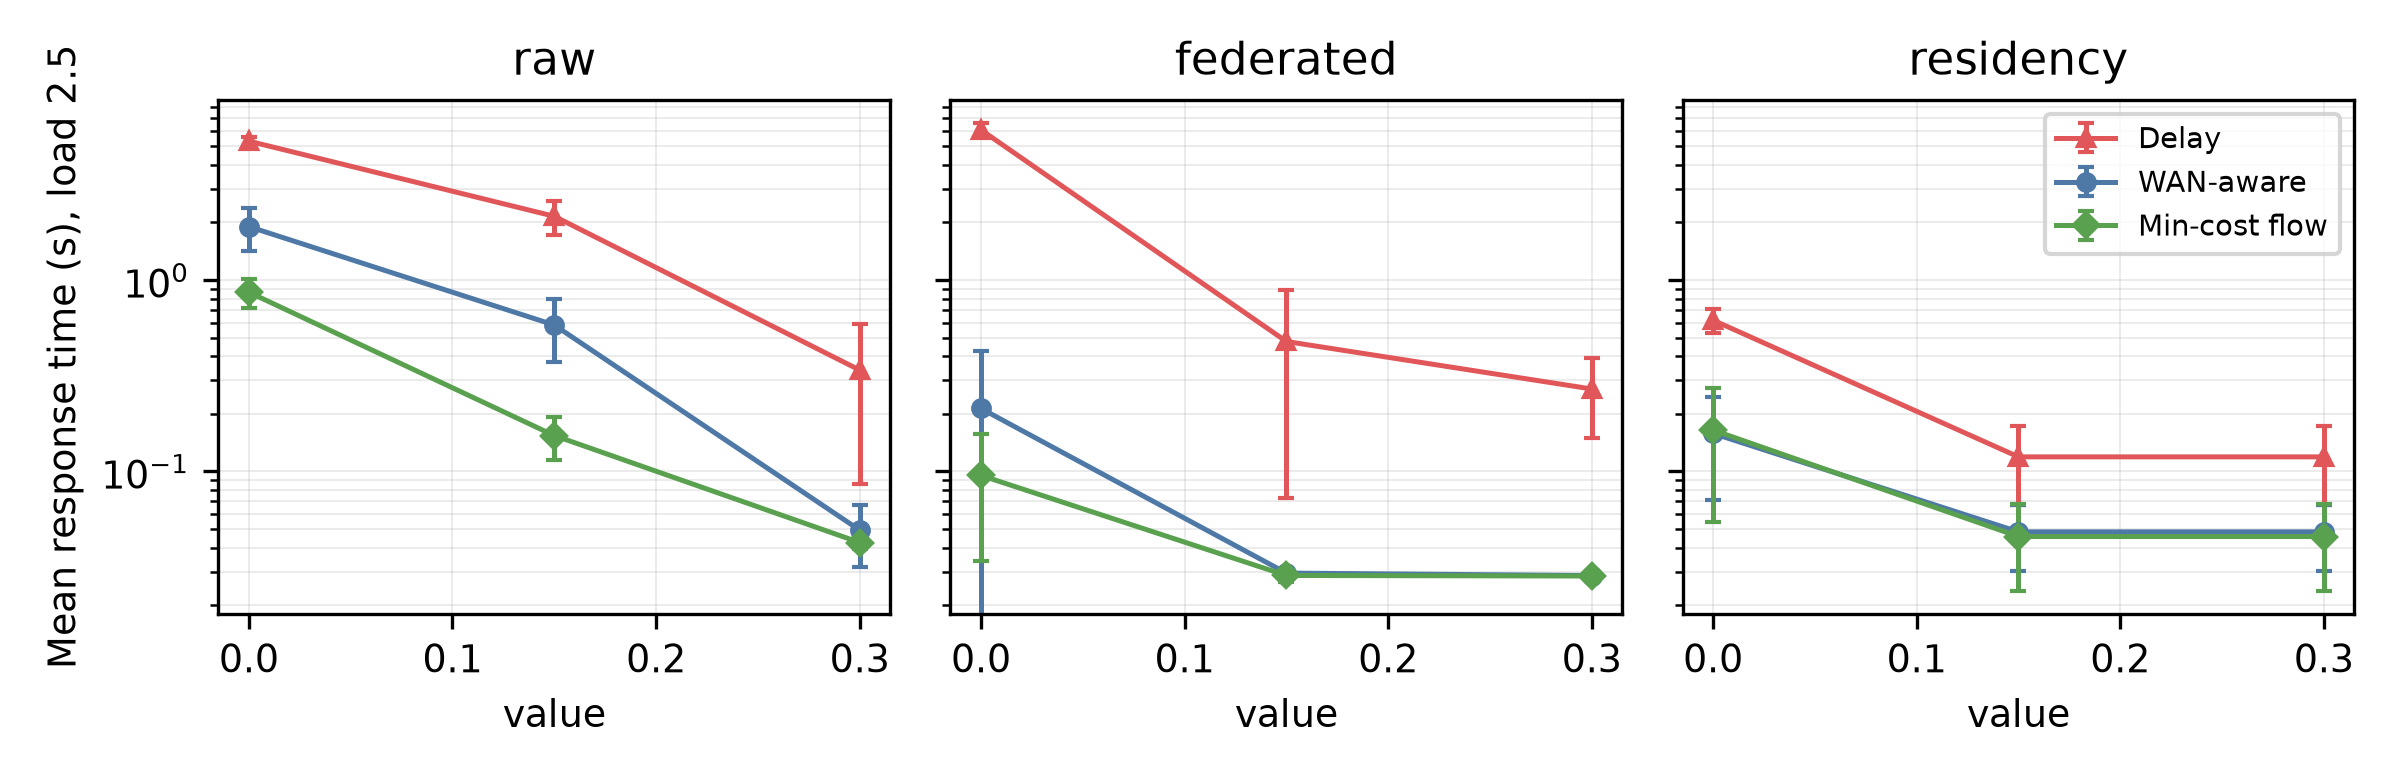 raw
federated
residency
Mean response time (s), load 2.5
10⁰
10⁻¹
0.0 0.1 0.2 0.3
0.0 0.1 0.2 0.3
0.0 0.1 0.2 0.3
value
value
value
Delay
WAN-aware
Min-cost flow